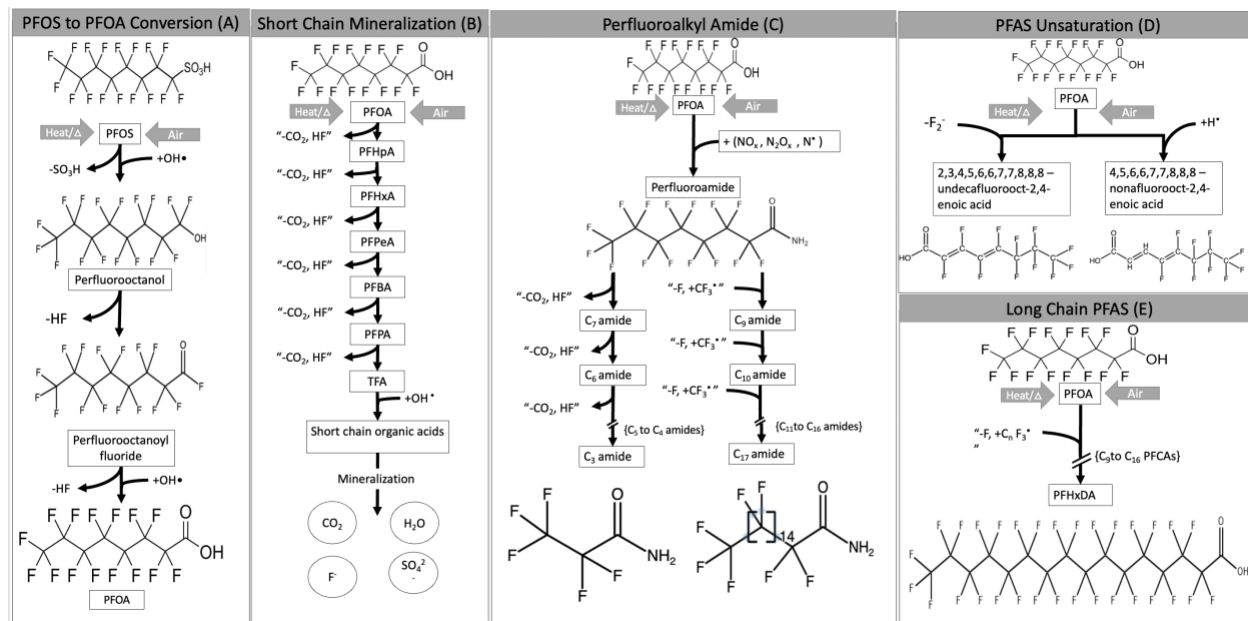 PFOS to PFOA Conversion (A)
F F F F F F F F F F F F F F F F F SO₃H
Heat/Δ
PFOS
Air
-SO₃H
+OH•
F F F F F F F F F F F F F F F F F OH
Perfluorooctanol
-HF
F F F F F F F F F F F F F F F O F
Perfluorooctanoyl
fluoride
-HF
+OH•
F F F F F F F F F F F F F F F O OH
PFOA
Short Chain Mineralization (B)
F F F F F F F F F F F F F F F O OH
Heat/Δ
PFOA
Air
“-CO₂, HF”
PFHpA
“-CO₂, HF”
PFHxA
“-CO₂, HF”
PFPeA
“-CO₂, HF”
PFBA
“-CO₂, HF”
PFPA
“-CO₂, HF”
TFA
+OH•
Short chain organic acids
Mineralization
CO₂
H₂O
F⁻
SO₄²
-
Perfluoroalkyl Amide (C)
F F F F F F F F F F F F F F F O OH
Heat/Δ
PFOA
Air
+ (NOₓ, N₂Oₓ, N•)
Perfluoroamide
F F F F F F F F F F F F F F F O NH₂
“-CO₂, HF”
“-F, +CF₃•”
C₇ amide
C₉ amide
“-CO₂, HF”
“-F, +CF₃•”
C₆ amide
C₁₀ amide
“-CO₂, HF”
“-F, +CF₃•”
{C₅ to C₄ amides}
{C₁₁to C₁₆ amides}
C₃ amide
C₁₇ amide
F F F F F O NH₂
F F F F F F F 14 O NH₂
PFAS Unsaturation (D)
F F F F F F F F F F F F F F F O OH
Heat/Δ
PFOA
Air
-F₂⁻
+H•
2,3,4,5,6,6,7,7,8,8,8 –
undecafluorooct-2,4-
enoic acid
4,5,6,6,7,7,8,8,8 –
nonafluorooct-2,4-
enoic acid
O HO F F F F F F F F F F F
O HO H H F F F F F F F F F
Long Chain PFAS (E)
F F F F F F F F F F F F F F F O OH
Heat/Δ
PFOA
Air
“-F, +Cₙ F₃•
”
{C₉to C₁₆ PFCAs}
PFHxDA
F F F F F F F F F F F F F F F F F F F F F F F F F F F F F F F O OH